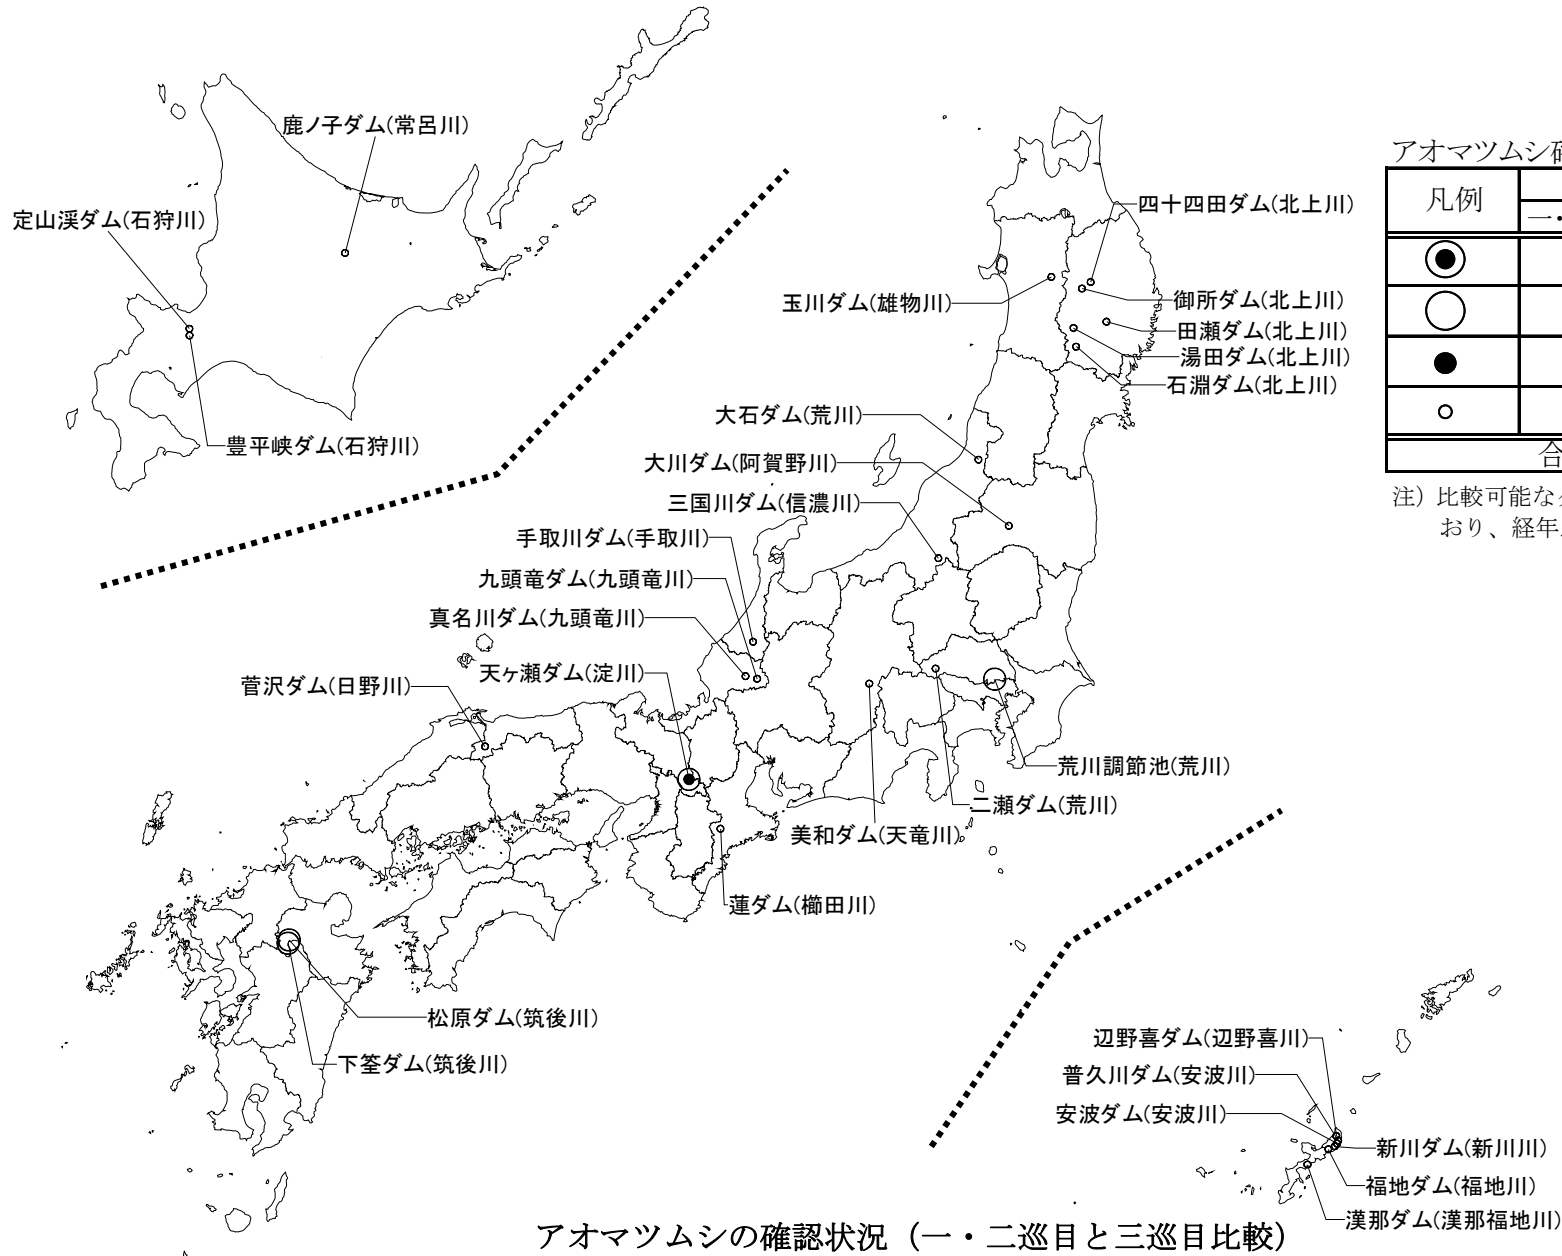 鹿ノ子ダム(常呂川)
定山渓ダム(石狩川)
豊平峡ダム(石狩川)
アオマツムシ
凡例
一・
合
注）比較可能な
おり、経年
四十四田ダム(北上川)
玉川ダム(雄物川)
御所ダム(北上川)
田瀬ダム(北上川)
湯田ダム(北上川)
石淵ダム(北上川)
大石ダム(荒川)
大川ダム(阿賀野川)
三国川ダム(信濃川)
手取川ダム(手取川)
九頭竜ダム(九頭竜川)
真名川ダム(九頭竜川)
天ヶ瀬ダム(淀川)
菅沢ダム(日野川)
荒川調節池(荒川)
二瀬ダム(荒川)
美和ダム(天竜川)
蓮ダム(櫛田川)
松原ダム(筑後川)
下筌ダム(筑後川)
辺野喜ダム(辺野喜川)
普久川ダム(安波川)
安波ダム(安波川)
新川ダム(新川川)
福地ダム(福地川)
漢那ダム(漢那福地川)
アオマツムシの確認状況（一・二巡目と三巡目比較）